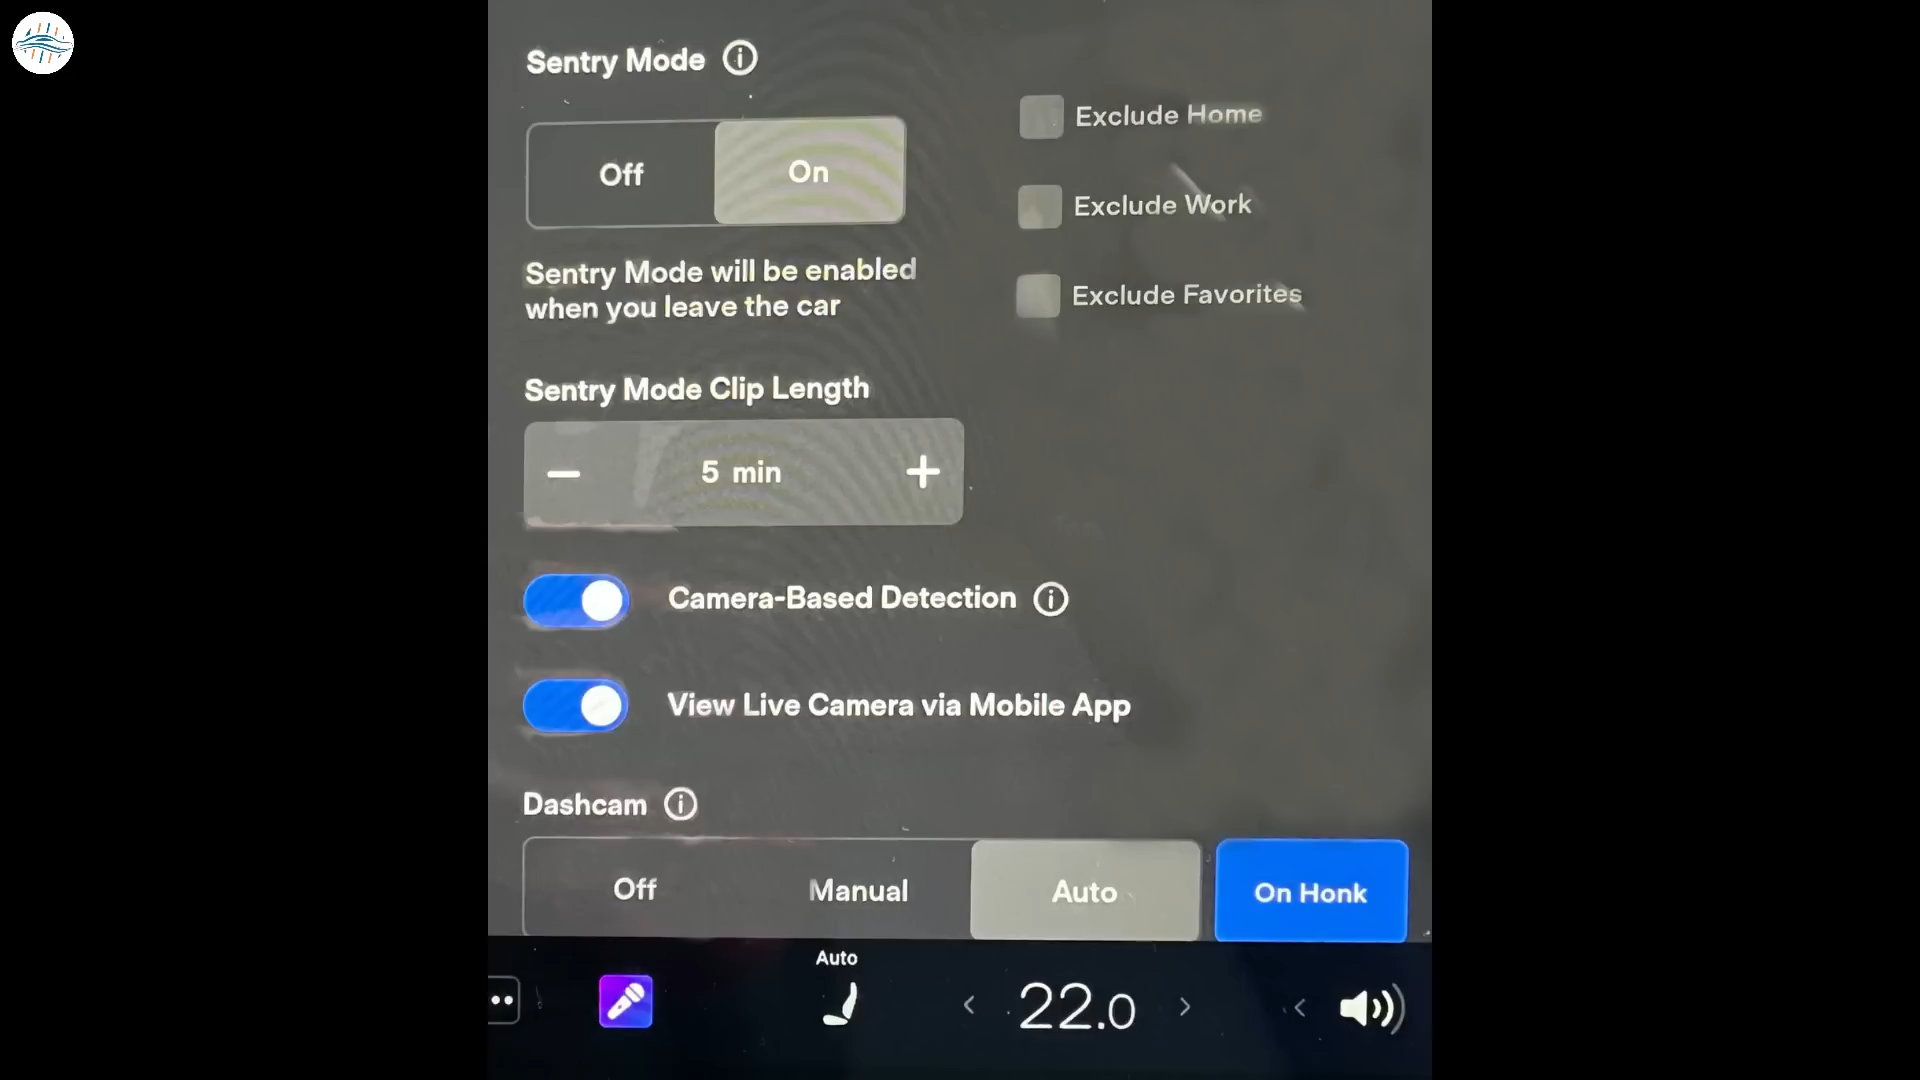 Sentry Mode
Off
On
Exclude Home
Exclude Work
Exclude Favorites
Sentry Mode will be enabled
when you leave the car
Sentry Mode Clip Length
5 min
Camera-Based Detection
View Live Camera via Mobile App
Dashcam
Off
Manual
Auto
On Honk
Auto
22.0